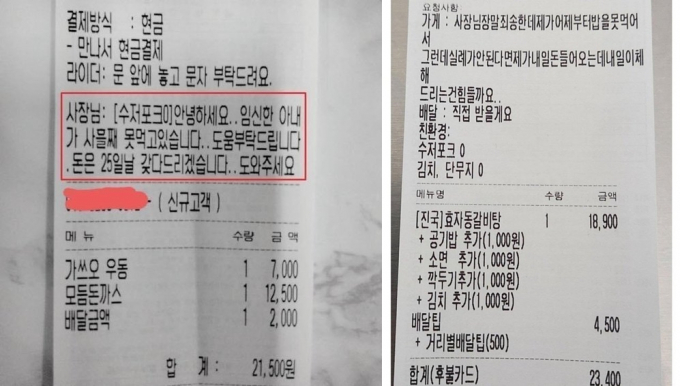 결제방식 : 현금
- 만나서 현금결제
라이더: 문 앞에 놓고 문자 부탁드려요.
사장님: [수저포크0]안녕하세요..임신한 아내
가 사흘째 못먹고있습니다..도움부탁드립니다
.돈은 25일날 갖다드리겠습니다..도와주세요
- ( 신규고객 )
메뉴 수량 금액
가쓰오 우동 1 7,000
모듬돈까스 1 12,500
배달금액 1 2,000
합 계 : 21,500원
요청사항
가게 : 사장님장말죄송한데제가어제부터밥을못먹어
서
그런데실례가안된다면제가내일돈들어오는데내일이체
해
드리는건힘들까요..
배달 : 직접 받을게요
친환경:
수저포크 0
김치, 단무지 0
메뉴명 수량 금액
[진국]효자동갈비탕 1 18,900
+ 공기밥 추가(1,000원)
+ 소면 추가(1,000원)
+ 깍두기추가(1,000원)
+ 김치 추가(1,000원)
배달팁 4,500
+ 거리별배달팁(500)
합계(후불카드) 23,400